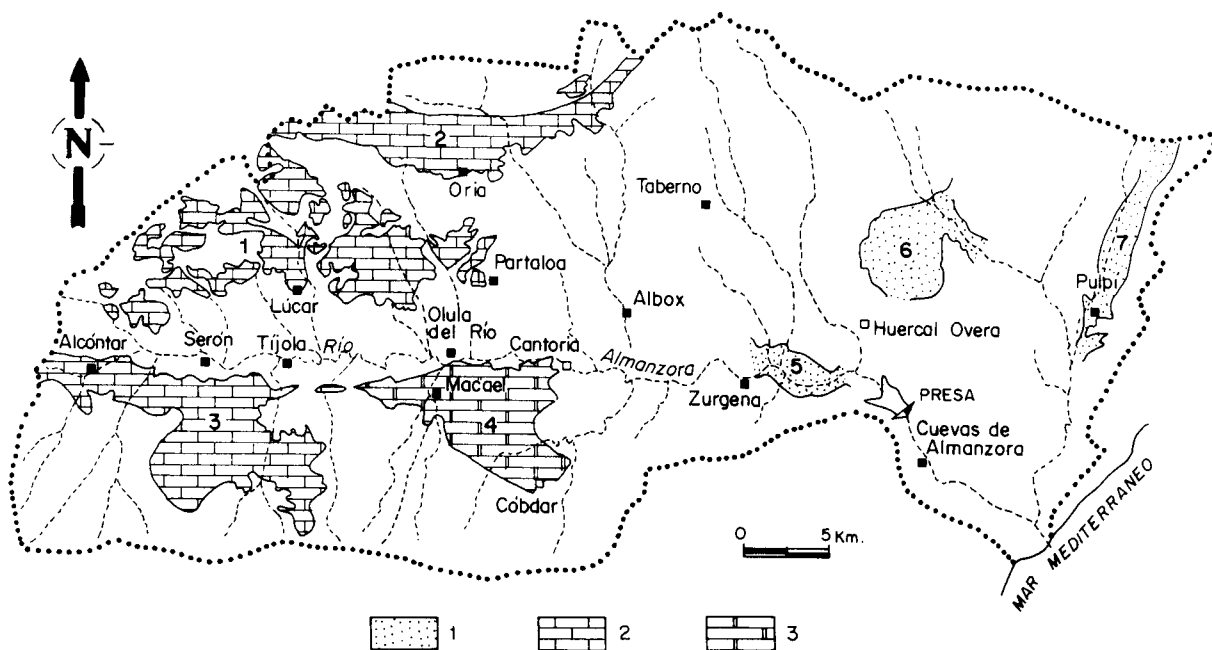 N
2
Oria
Taberno
6
7
1
Partaloa
Pulpí
Lúcar
Albox
Olula
del Río
Huercal Overa
Alcóntar
Serón
Tíjola
Río
Cantoria
Almanzora
5
Macael
Zurgena
PRESA
3
4
Cuevas de
Almanzora
Cóbdar
0 5 Km.
MAR MEDITERRANEO
1 2 3